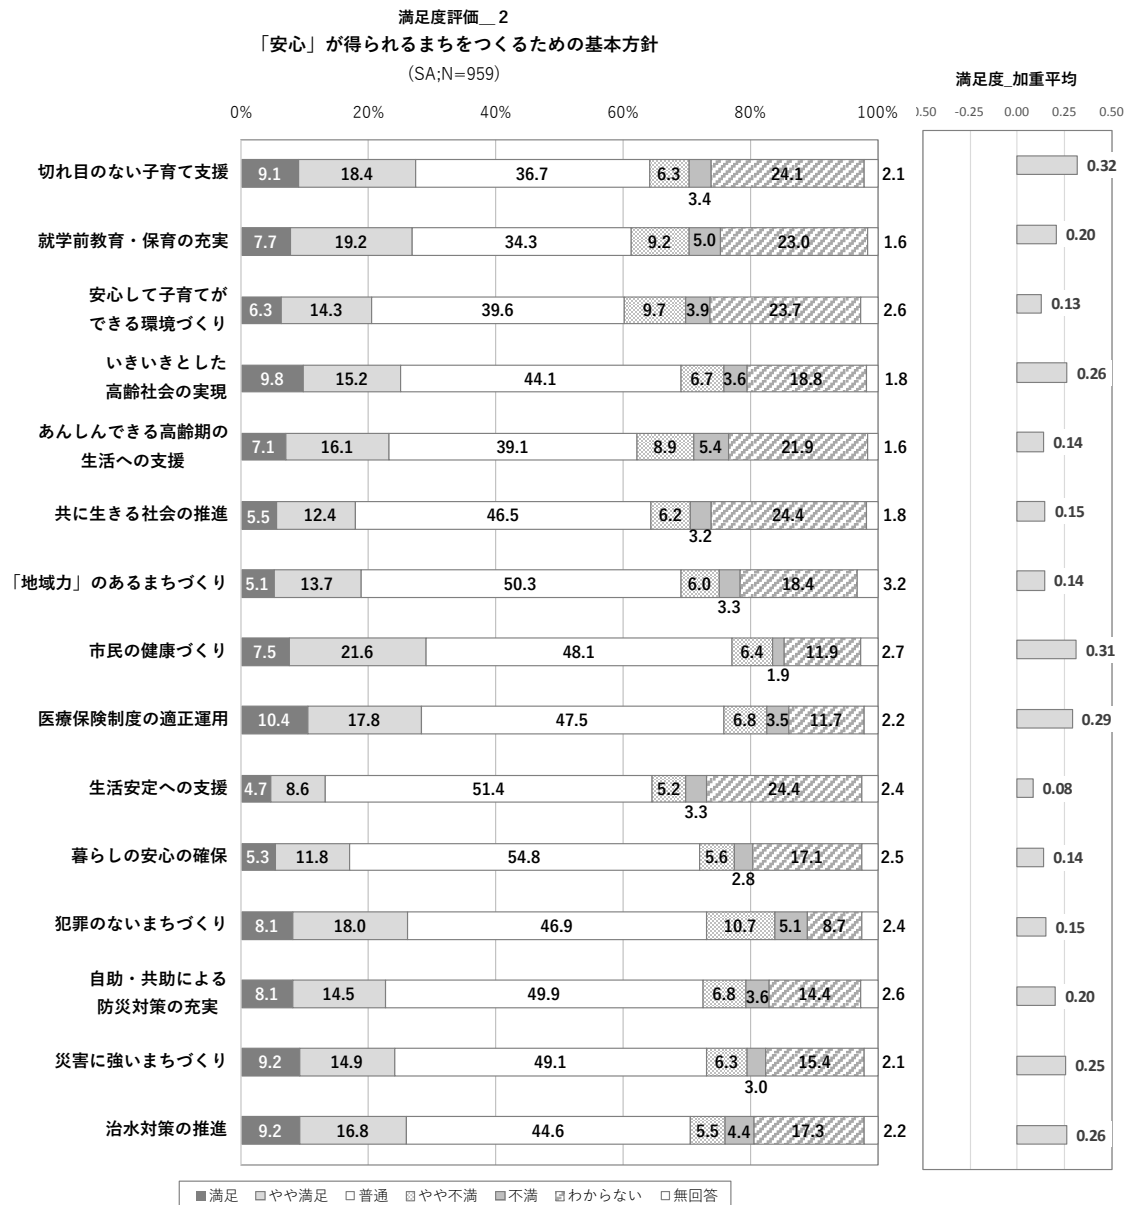 満足度評価＿2
「安心」が得られるまちをつくるための基本方針
(SA;N=959)
満足度_加重平均
0% 20% 40% 60% 80% 100%
.50 -0.25 0.00 0.25 0.50
切れ目のない子育て支援 9.1 18.4 36.7 6.3 3.4 24.1 2.1 0.32
就学前教育・保育の充実 7.7 19.2 34.3 9.2 5.0 23.0 1.6 0.20
安心して子育てが
できる環境づくり 6.3 14.3 39.6 9.7 3.9 23.7 2.6 0.13
いきいきとした
高齢社会の実現 9.8 15.2 44.1 6.7 3.6 18.8 1.8 0.26
あんしんできる高齢期の
生活への支援 7.1 16.1 39.1 8.9 5.4 21.9 1.6 0.14
共に生きる社会の推進 5.5 12.4 46.5 6.2 3.2 24.4 1.8 0.15
「地域力」のあるまちづくり 5.1 13.7 50.3 6.0 3.3 18.4 3.2 0.14
市民の健康づくり 7.5 21.6 48.1 6.4 1.9 11.9 2.7 0.31
医療保険制度の適正運用 10.4 17.8 47.5 6.8 3.5 11.7 2.2 0.29
生活安定への支援 4.7 8.6 51.4 5.2 3.3 24.4 2.4 0.08
暮らしの安心の確保 5.3 11.8 54.8 5.6 2.8 17.1 2.5 0.14
犯罪のないまちづくり 8.1 18.0 46.9 10.7 5.1 8.7 2.4 0.15
自助・共助による
防災対策の充実 8.1 14.5 49.9 6.8 3.6 14.4 2.6 0.20
災害に強いまちづくり 9.2 14.9 49.1 6.3 3.0 15.4 2.1 0.25
治水対策の推進 9.2 16.8 44.6 5.5 4.4 17.3 2.2 0.26
満足 やや満足 普通 やや不満 不満 わからない 無回答